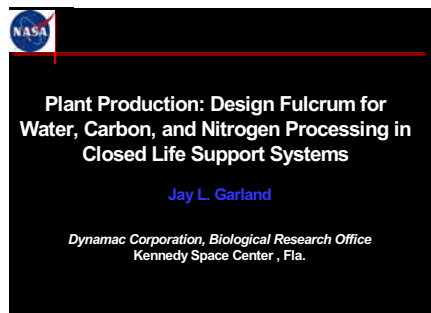 NASA
Plant Production: Design Fulcrum for
Water, Carbon, and Nitrogen Processing in
Closed Life Support Systems
Jay L. Garland
Dynamac Corporation, Biological Research Office
Kennedy Space Center , Fla.